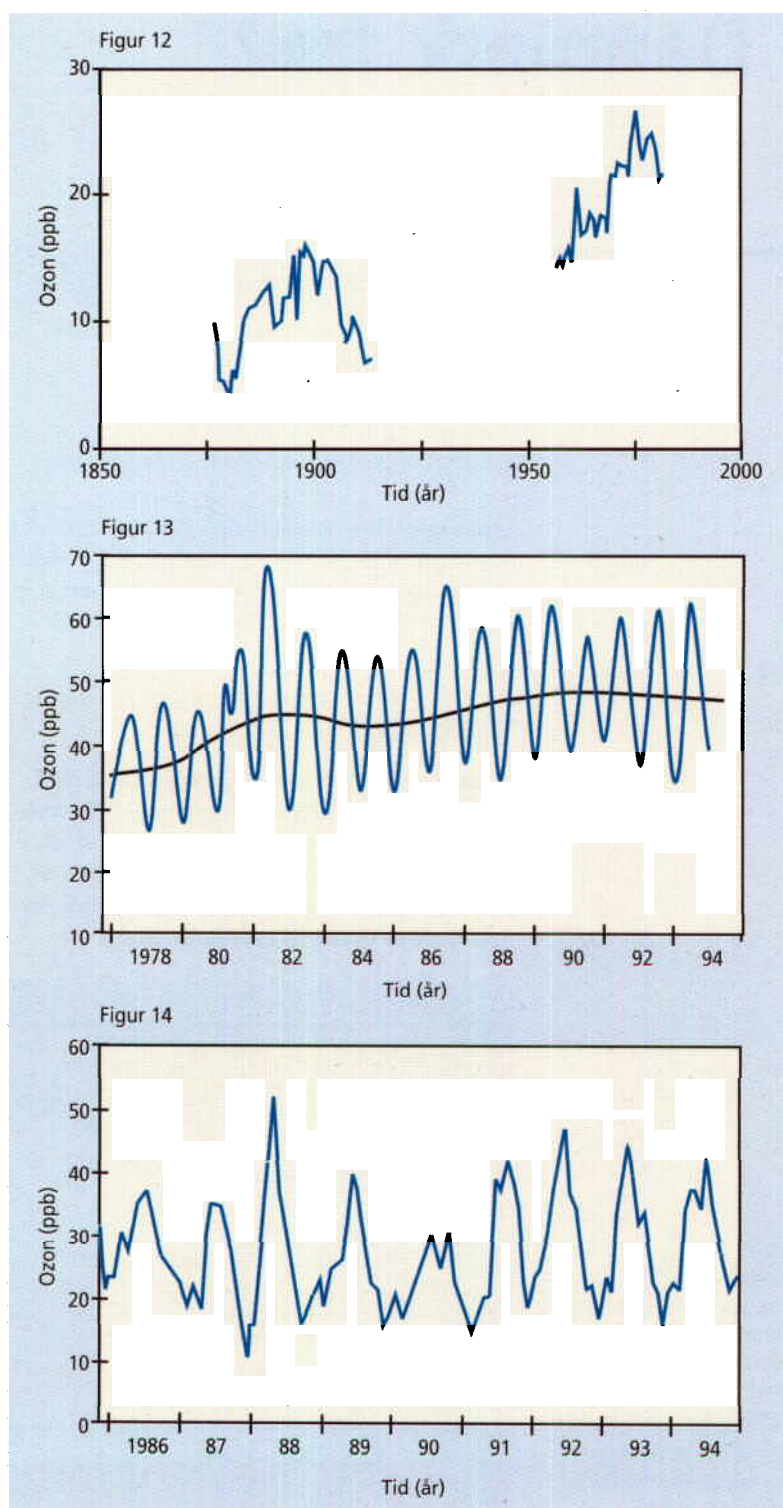 Figur 12
30
20
10
0
Ozon (ppb)
1850 1900 1950 2000
Tid (år)
Figur 13
70
60
50
40
30
20
10
Ozon (ppb)
1978 80 82 84 86 88 90 92 94
Tid (år)
Figur 14
60
50
40
30
20
10
0
Ozon (ppb)
1986 87 88 89 90 91 92 93 94
Tid (år)